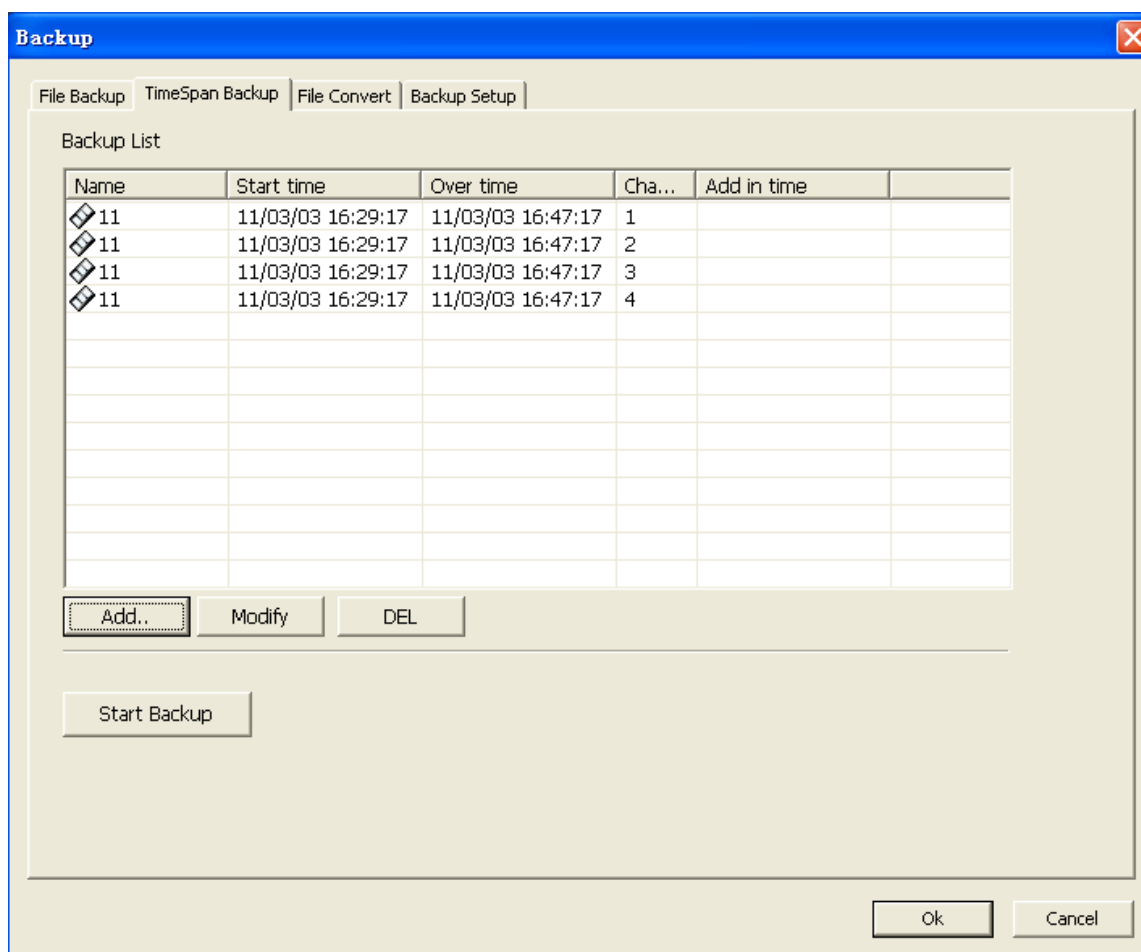 Backup
File Backup TimeSpan Backup File Convert Backup Setup
Backup List
Name Start time Over time Cha... Add in time
11 11/03/03 16:29:17 11/03/03 16:47:17 1
11 11/03/03 16:29:17 11/03/03 16:47:17 2
11 11/03/03 16:29:17 11/03/03 16:47:17 3
11 11/03/03 16:29:17 11/03/03 16:47:17 4
Add.. Modify DEL
Start Backup
Ok Cancel